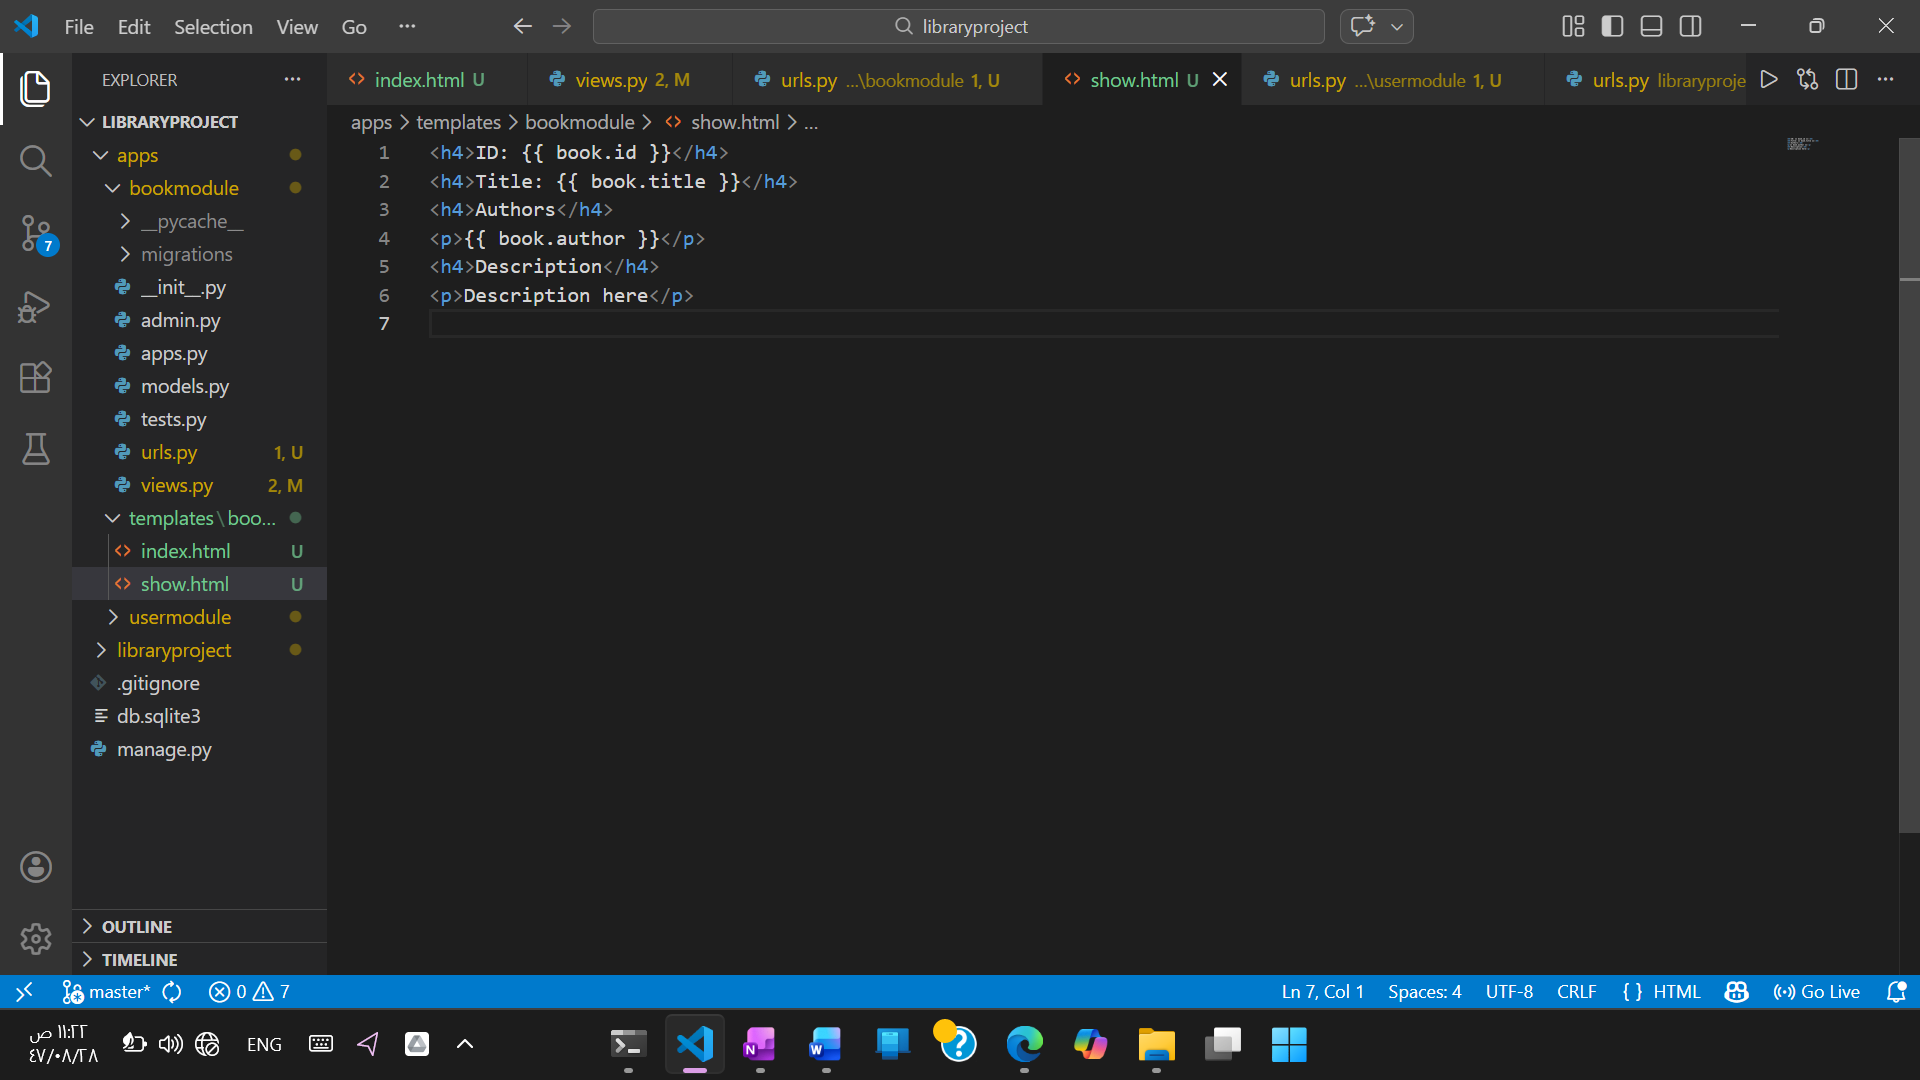 File Edit Selection View Go
libraryproject
EXPLORER
index.html U
views.py 2, M
urls.py ...\bookmodule 1, U
show.html U
urls.py ...\usermodule 1, U
urls.py libraryproje
LIBRARYPROJECT
apps
bookmodule
__pycache__
migrations
__init__.py
admin.py
apps.py
models.py
tests.py
urls.py 1, U
views.py 2, M
templates\boo...
index.html U
show.html U
usermodule
libraryproject
.gitignore
db.sqlite3
manage.py
OUTLINE
TIMELINE
apps > templates > bookmodule > show.html > ...
1 <h4>ID: {{ book.id }}</h4>
2 <h4>Title: {{ book.title }}</h4>
3 <h4>Authors</h4>
4 <p>{{ book.author }}</p>
5 <h4>Description</h4>
6 <p>Description here</p>
7
7
master* 0 7
Ln 7, Col 1 Spaces: 4 UTF-8 CRLF { } HTML Go Live
١١:٢٢ ص
٤٧/٠٨/٢٨
ENG